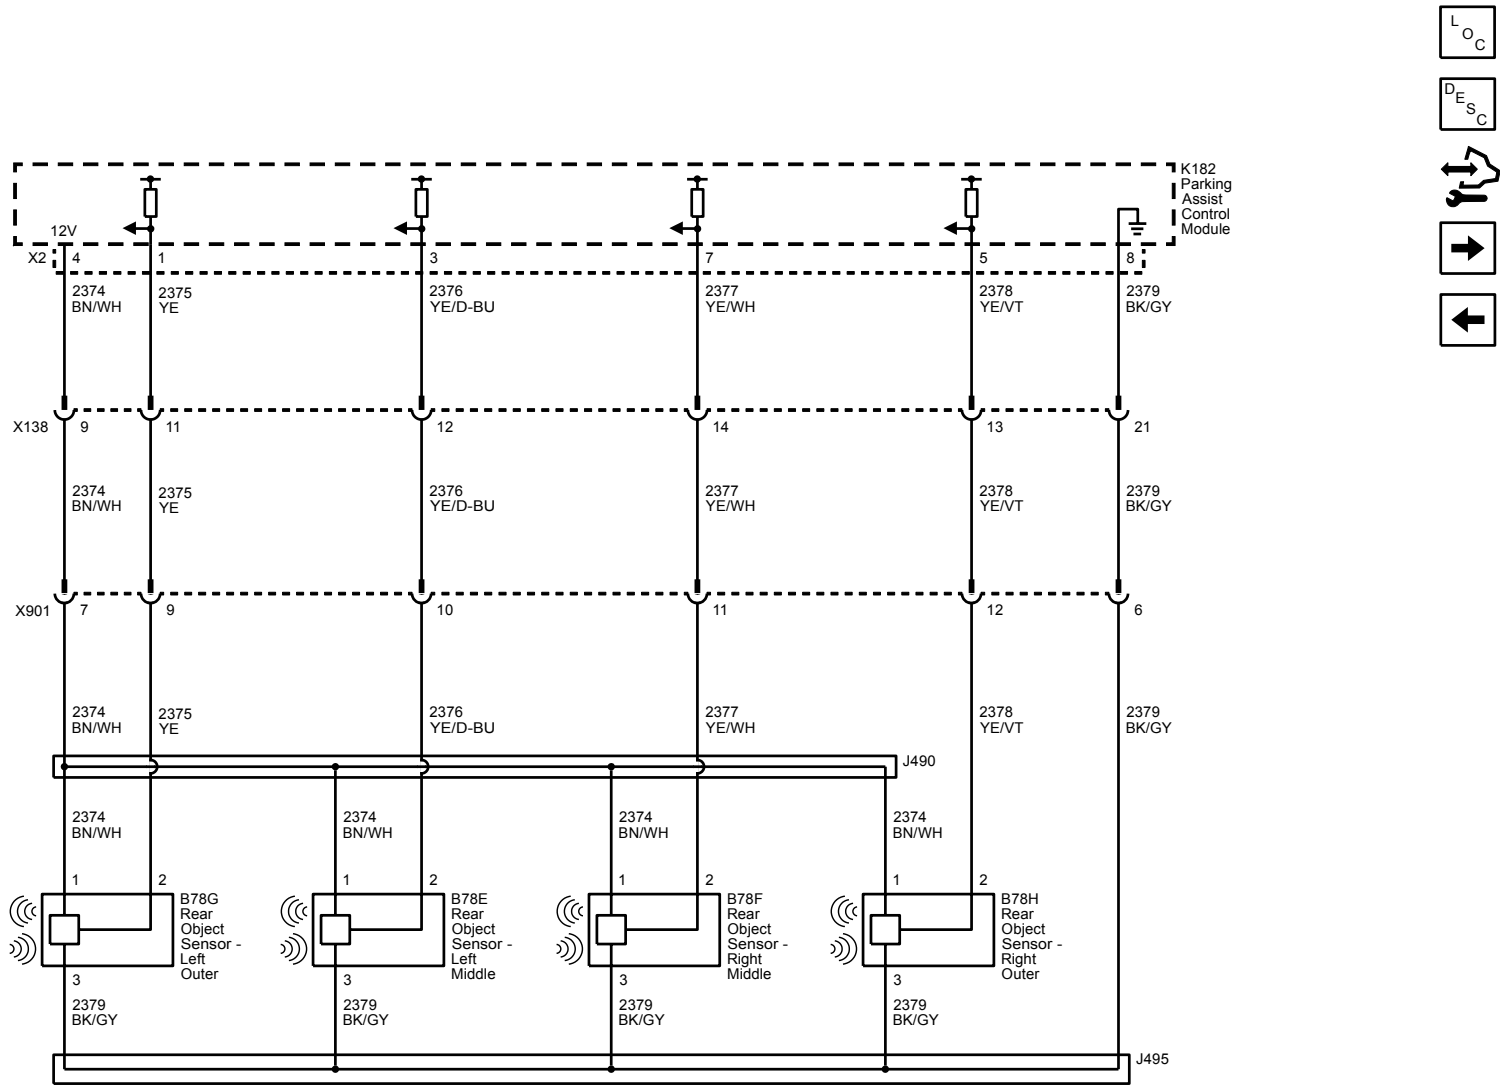 L O C
D E S C
K182
Parking
Assist
Control
Module
12V
X2 4 1 3 7 5 8
2374 2375 2376 2377 2378 2379
BN/WH YE YE/D-BU YE/WH YE/VT BK/GY
X138 9 11 12 14 13 21
2374 2375 2376 2377 2378 2379
BN/WH YE YE/D-BU YE/WH YE/VT BK/GY
X901 7 9 10 11 12 6
2374 2375 2376 2377 2378 2379
BN/WH YE YE/D-BU YE/WH YE/VT BK/GY
J490
2374 2374 2374 2374
BN/WH BN/WH BN/WH BN/WH
1 2 1 2 1 2 1 2
B78G
Rear
Object
Sensor -
Left
Outer
B78E
Rear
Object
Sensor -
Left
Middle
B78F
Rear
Object
Sensor -
Right
Middle
B78H
Rear
Object
Sensor -
Right
Outer
3 3 3 3
2379 2379 2379 2379
BK/GY BK/GY BK/GY BK/GY
J495